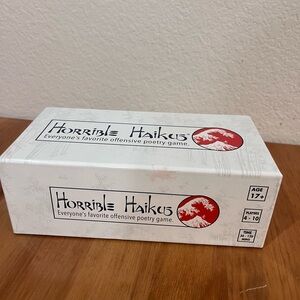 Horrible Haikus
Everyone's favorite offensive poetry game.
Horrible Haikus
Everyone's favorite offensive poetry game.
AGE
17+
PLAYERS
4 - 10
TIME